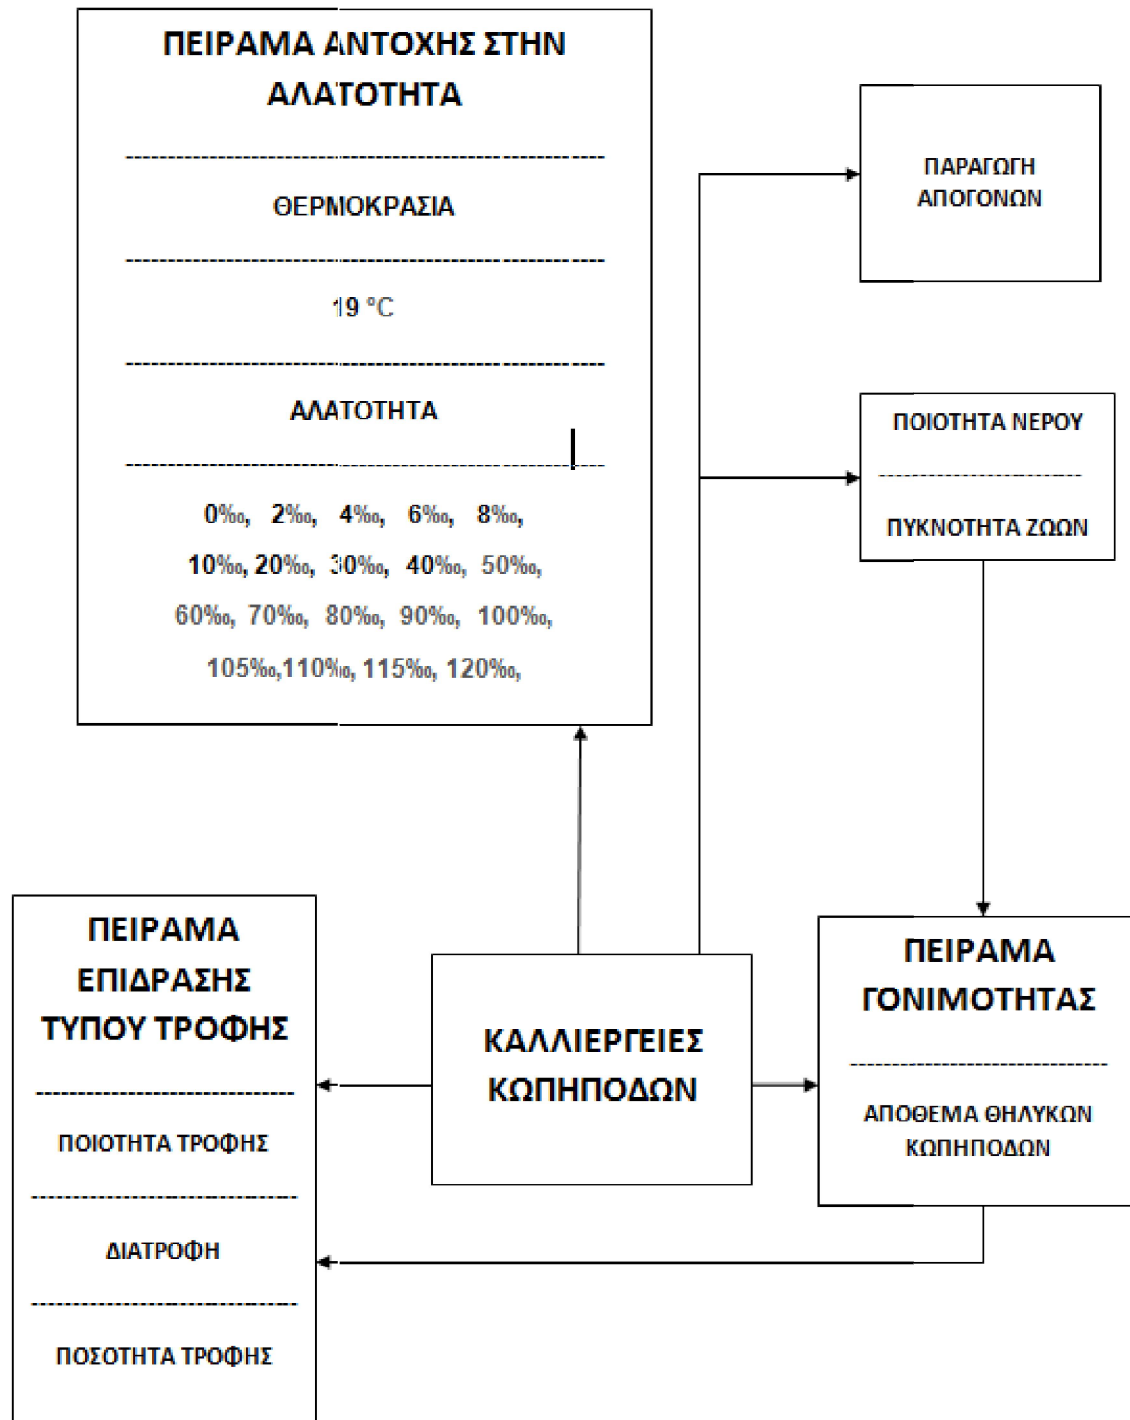 ΠΕΙΡΑΜΑ ΑΝΤΟΧΗΣ ΣΤΗΝ
ΑΛΑΤΟΤΗΤΑ
ΘΕΡΜΟΚΡΑΣΙΑ
19 °C
ΑΛΑΤΟΤΗΤΑ
0‰, 2‰, 4‰, 6‰, 8‰,
10‰, 20‰, 30‰, 40‰, 50‰,
60‰, 70‰, 80‰, 90‰, 100‰,
105‰,110‰, 115‰, 120‰,
ΠΑΡΑΓΩΓΗ
ΑΠΟΓΟΝΩΝ
ΠΟΙΟΤΗΤΑ ΝΕΡΟΥ
ΠΥΚΝΟΤΗΤΑ ΖΩΩΝ
ΠΕΙΡΑΜΑ
ΕΠΙΔΡΑΣΗΣ
ΤΥΠΟΥ ΤΡΟΦΗΣ
ΠΟΙΟΤΗΤΑ ΤΡΟΦΗΣ
ΔΙΑΤΡΟΦΗ
ΠΟΣΟΤΗΤΑ ΤΡΟΦΗΣ
ΚΑΛΛΙΕΡΓΕΙΕΣ
ΚΩΠΗΠΟΔΩΝ
ΠΕΙΡΑΜΑ
ΓΟΝΙΜΟΤΗΤΑΣ
ΑΠΟΘΕΜΑ ΘΗΛΥΚΩΝ
ΚΩΠΗΠΟΔΩΝ